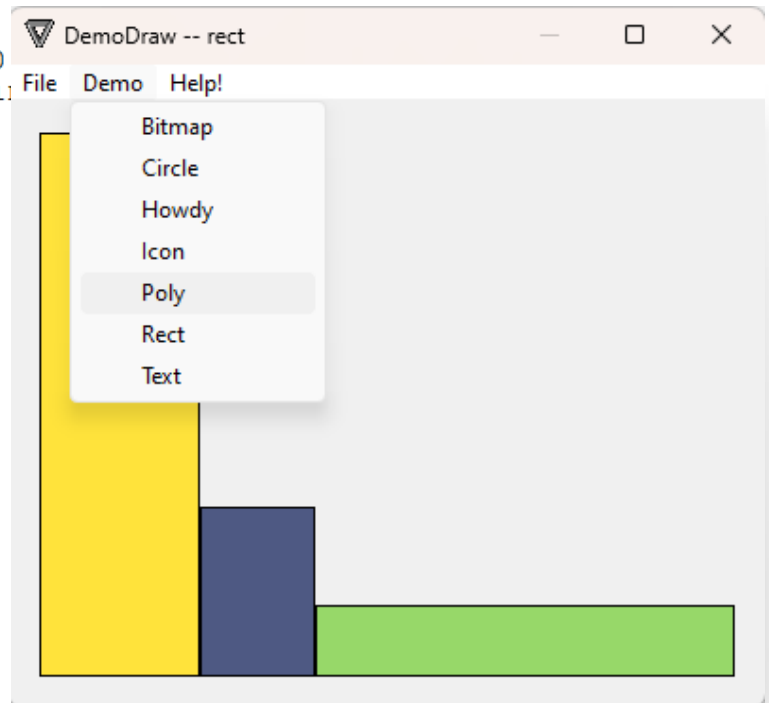 DemoDraw -- rect
File Demo Help!
Bitmap
Circle
Howdy
Icon
Poly
Rect
Text